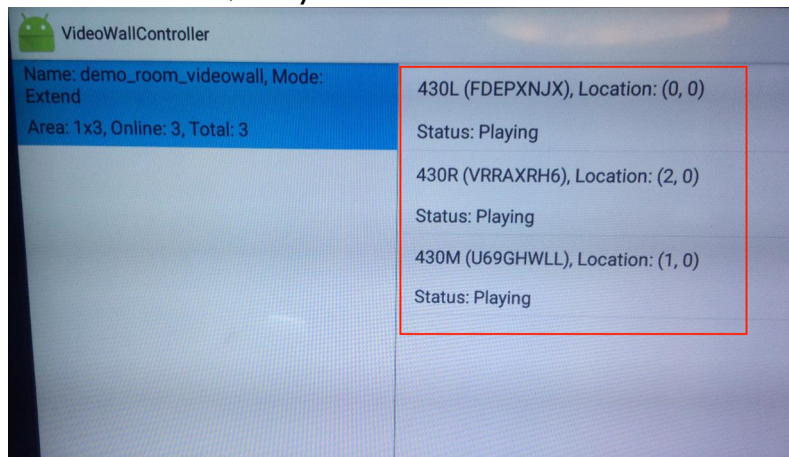 VideoWallController
Name: demo_room_videowall, Mode:
Extend
Area: 1x3, Online: 3, Total: 3
430L (FDEPXNJX), Location: (0, 0)
Status: Playing
430R (VRRAXRH6), Location: (2, 0)
Status: Playing
430M (U69GHWLL), Location: (1, 0)
Status: Playing